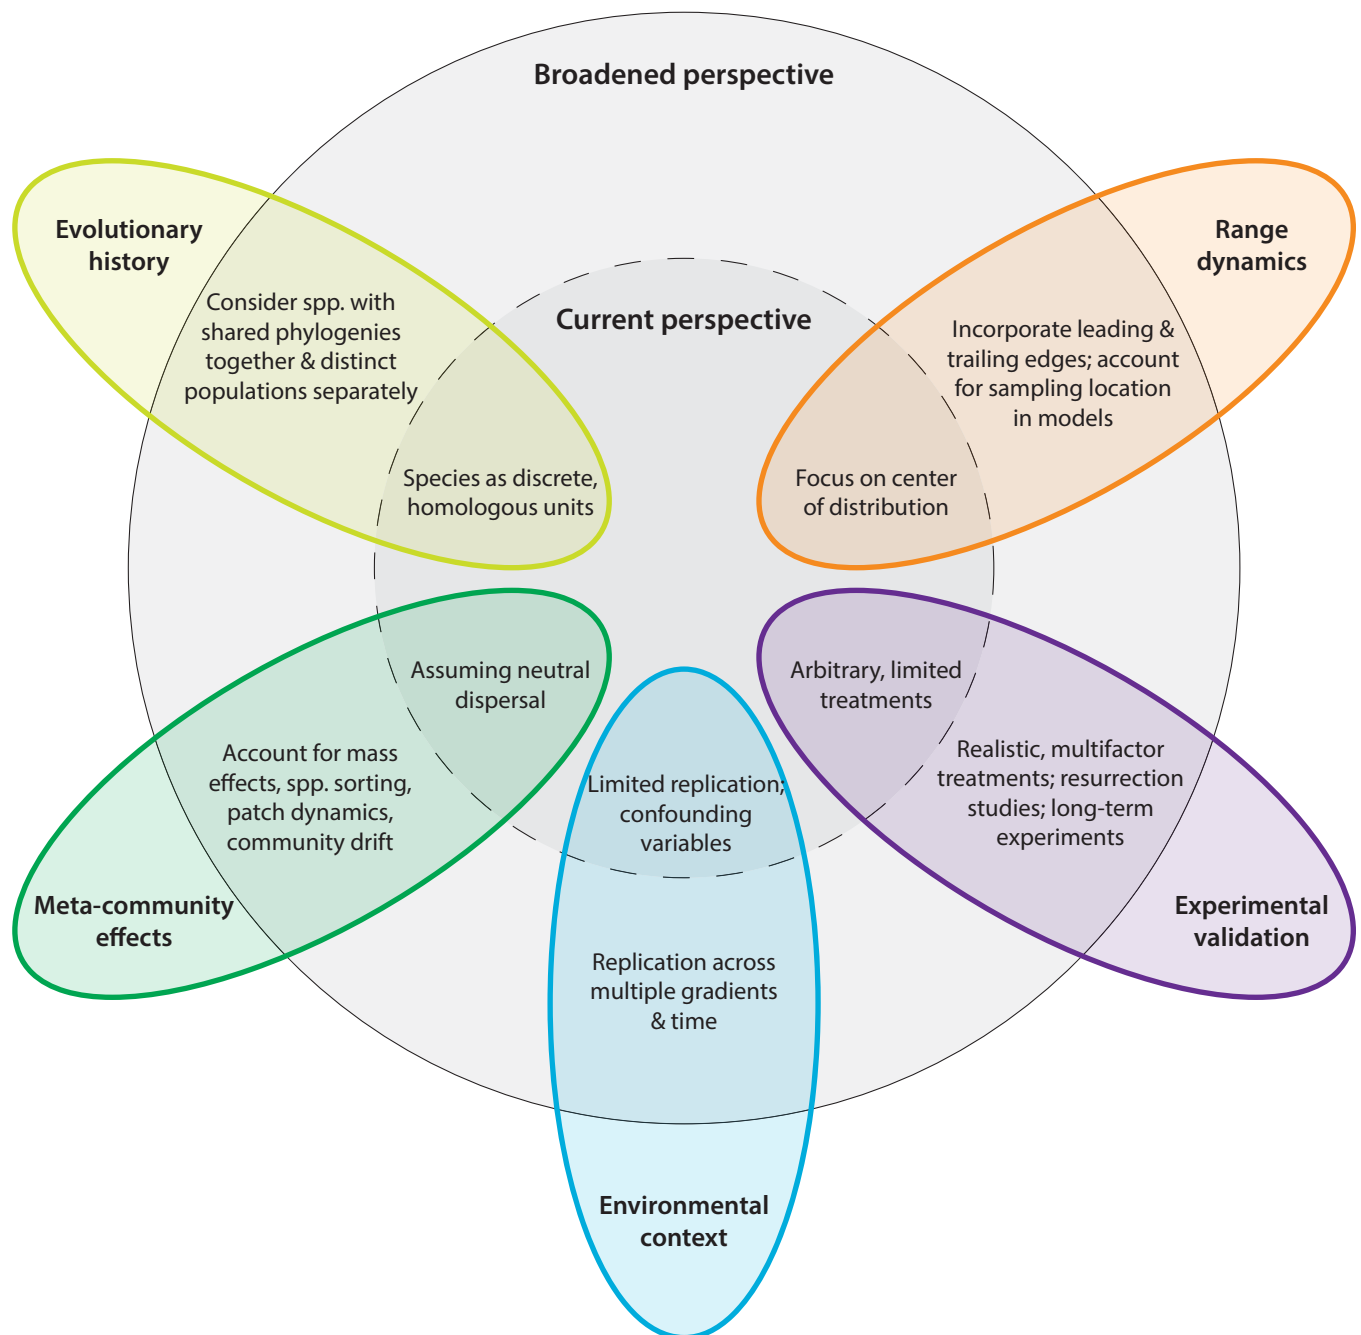 Broadened perspective
Current perspective
Evolutionary
history
Consider spp. with
shared phylogenies
together & distinct
populations separately
Species as discrete,
homologous units
Range
dynamics
Incorporate leading &
trailing edges; account
for sampling location
in models
Focus on center
of distribution
Assuming neutral
dispersal
Account for mass
effects, spp. sorting,
patch dynamics,
community drift
Meta-community
effects
Arbitrary, limited
treatments
Realistic, multifactor
treatments; resurrection
studies; long-term
experiments
Experimental
validation
Limited replication;
confounding
variables
Replication across
multiple gradients
& time
Environmental
context